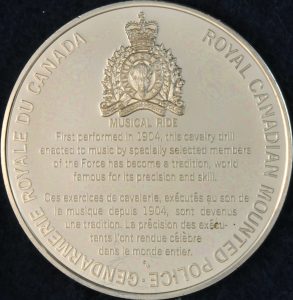 GENDARMERIE ROYALE DU CANADA
ROYAL CANADIAN MOUNTED POLICE
MUSICAL RIDE
First performed in 1904, this cavalry drill
enacted to music by specially selected members
of the Force has become a tradition, world
famous for its precision and skill.
Ces exercices de cavalerie, exécutés au son de
la musique depuis 1904, sont devenus
une tradition. La précision des exécu-
tants l'ont rendue célèbre
dans le monde entier.